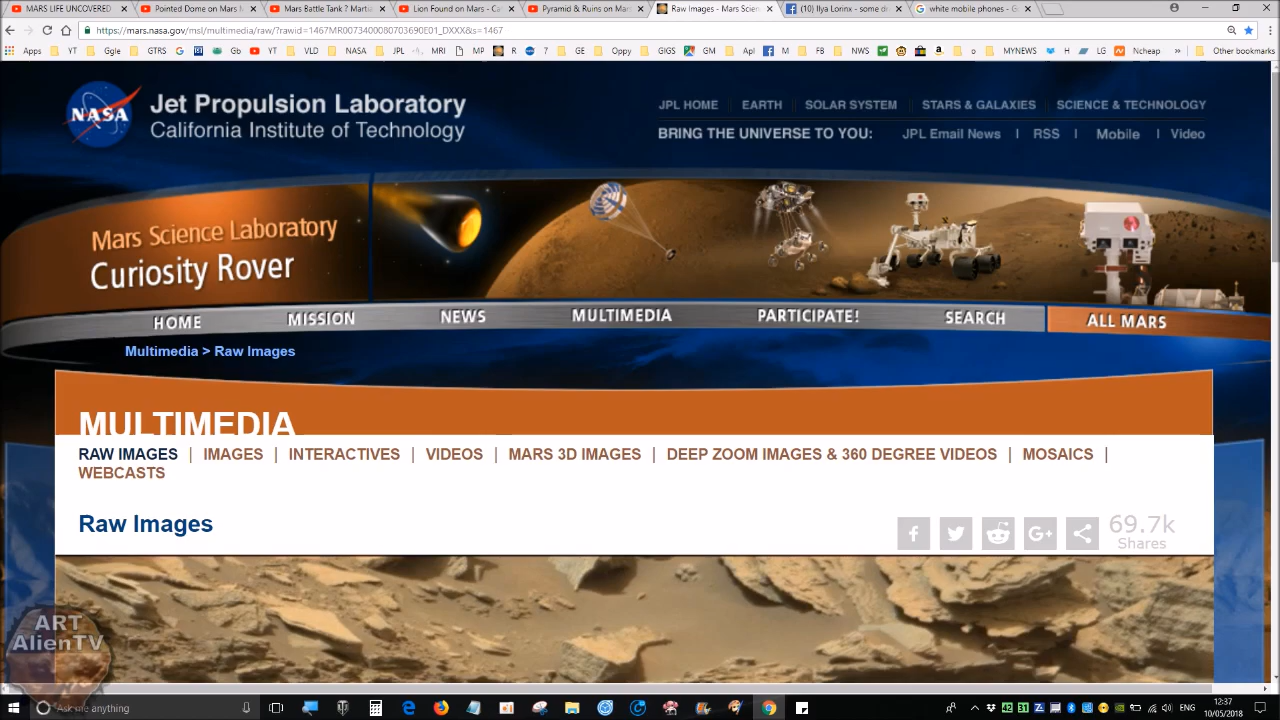 MARS LIFE UNCOVERED
Pointed Dome on Mars
Mars Battle Tank ? Marti
Lion Found on Mars - Ca
Pyramid & Ruins on Mars
Raw Images - Mars Scien
(10) Ilya Lorinx - some dr
white mobile phones - G
https://mars.nasa.gov/msl/multimedia/raw/?rawid=1467MR0073400080703690E01_DXXX&s=1467
Apps YT G Ggle GTRS G G Gb YT VLD NASA MRI MP R 7 GE Oppy GIGS GM Apl M FB NWS Gl o / MYNEWS H LG Ncheap » Other bookmarks
NASA
Jet Propulsion Laboratory
California Institute of Technology
JPL HOME EARTH SOLAR SYSTEM STARS & GALAXIES SCIENCE & TECHNOLOGY
BRING THE UNIVERSE TO YOU: JPL Email News | RSS | Mobile | Video
Mars Science Laboratory
Curiosity Rover
HOME MISSION NEWS MULTIMEDIA PARTICIPATE! SEARCH ALL MARS
Multimedia > Raw Images
MULTIMEDIA
RAW IMAGES | IMAGES | INTERACTIVES | VIDEOS | MARS 3D IMAGES | DEEP ZOOM IMAGES & 360 DEGREE VIDEOS | MOSAICS |
WEBCASTS
Raw Images
69.7k
Shares
ART
AlienTV
Ask me anything
ENG
12:37
10/05/2018